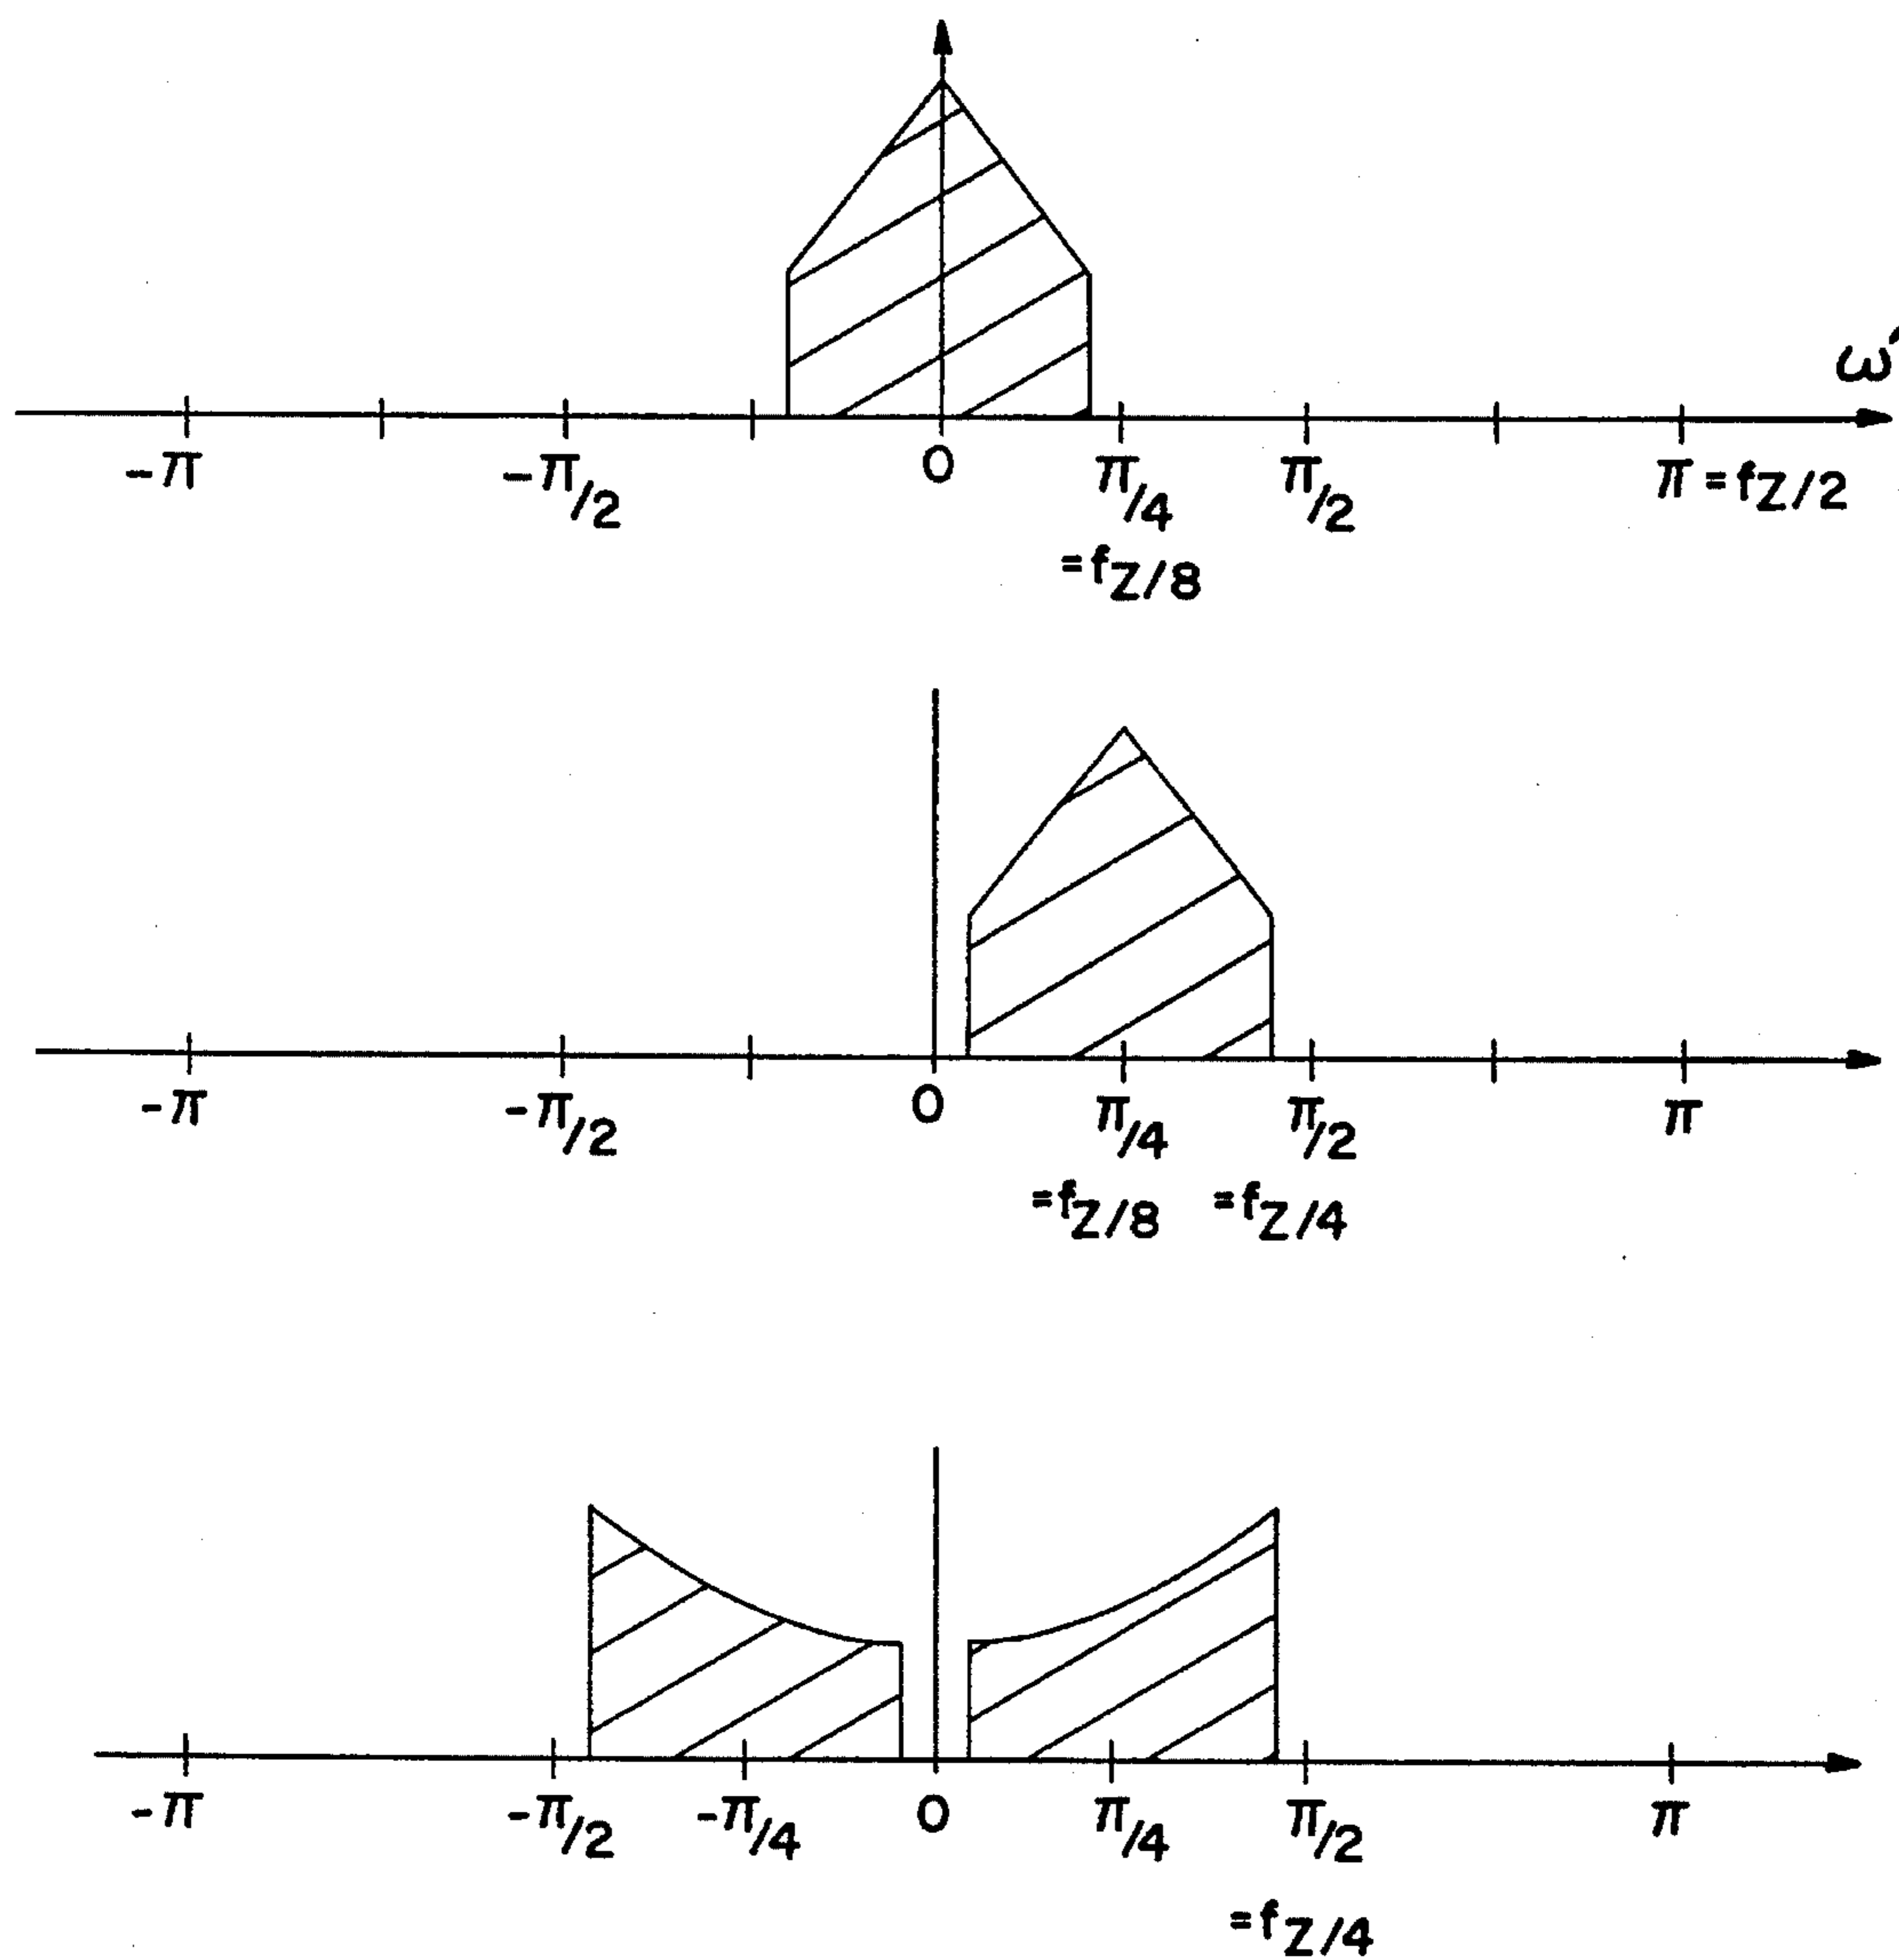 ω′
-π -π/2 0 π/4 π/2 π=fZ/2
=fZ/8
-π -π/2 0 π/4 π/2 π
=fZ/8 =fZ/4
-π -π/2 -π/4 0 π/4 π/2 π
=fZ/4